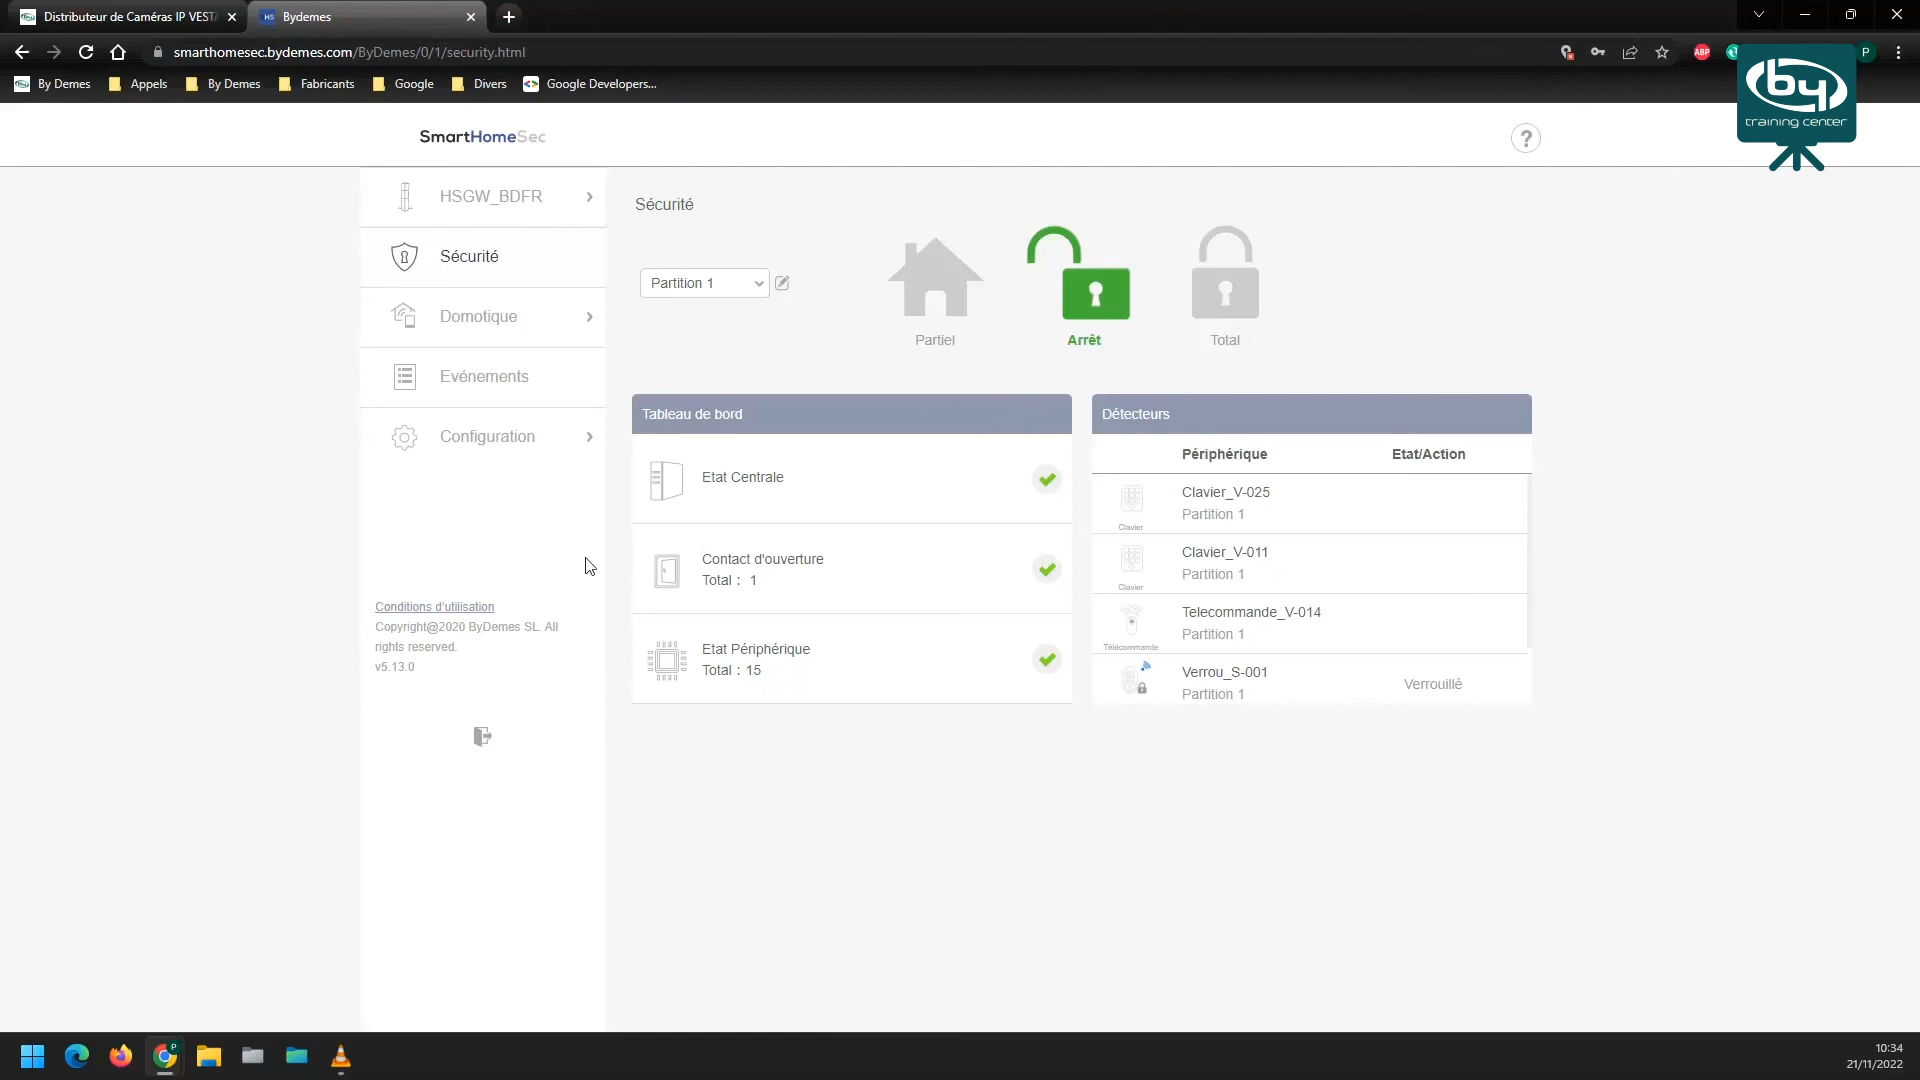 Distributeur de Caméras IP VESTA
Bydemes
smarthomesec.bydemes.com/ByDemes/0/1/security.html
By Demes
Appels
By Demes
Fabricants
Google
Divers
Google Developers...
ABP
P
by
training center
SmartHomeSec
?
HSGW_BDFR
Sécurité
Domotique
Evénements
Configuration
Conditions d'utilisation
Copyright@2020 ByDemes SL. All
rights reserved.
v5.13.0
Sécurité
Partition 1
Partiel
Arrêt
Total
Tableau de bord
Etat Centrale
Contact d'ouverture
Total : 1
Etat Périphérique
Total : 15
Détecteurs
Périphérique
Etat/Action
Clavier_V-025
Partition 1
Clavier
Clavier_V-011
Partition 1
Clavier
Telecommande_V-014
Partition 1
Télécommande
Verrou_S-001
Partition 1
Verrouillé
10:34
21/11/2022